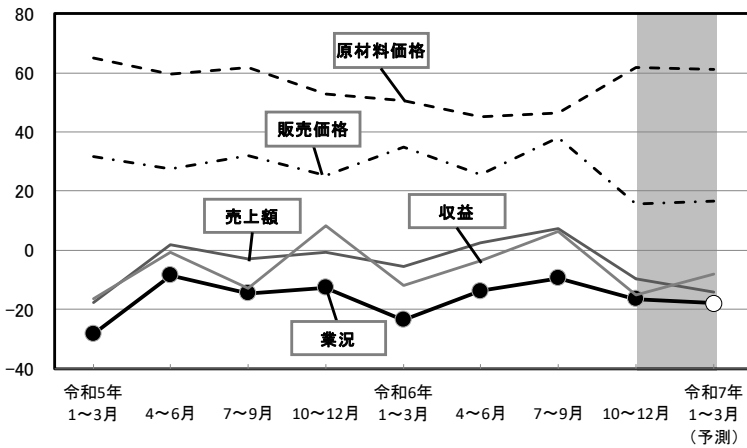 80
60
40
20
0
−20
−40
原材料価格
販売価格
売上額
収益
業況
令和5年
1～3月
4～6月
7～9月
10～12月
令和6年
1～3月
4～6月
7～9月
10～12月
令和7年
1～3月
（予測）